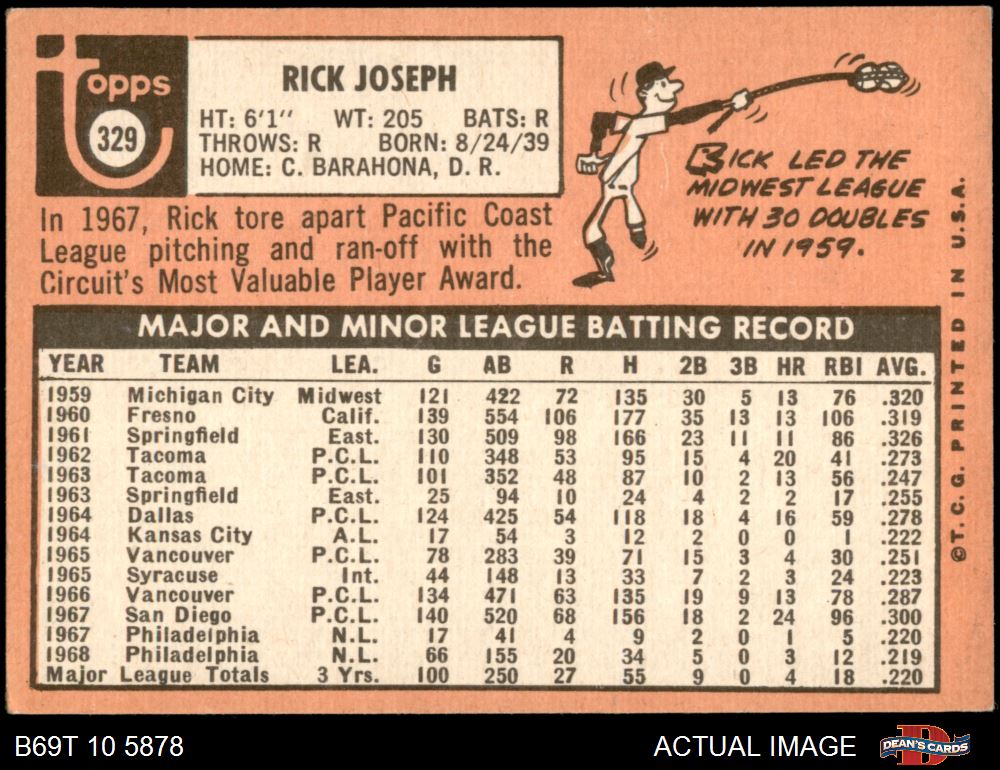 Topps
329
RICK JOSEPH
HT: 6'1" WT: 205 BATS: R
THROWS: R BORN: 8/24/39
HOME: C. BARAHONA, D. R.
In 1967, Rick tore apart Pacific Coast
League pitching and ran-off with the
Circuit's Most Valuable Player Award.
RICK LED THE
MIDWEST LEAGUE
WITH 30 DOUBLES
IN 1959.
MAJOR AND MINOR LEAGUE BATTING RECORD
YEAR TEAM LEA. G AB R H 2B 3B HR RBI AVG.
1959 Michigan City Midwest 121 422 72 135 30 5 13 76 .320
1960 Fresno Calif. 139 554 106 177 35 13 13 106 .319
1961 Springfield East. 130 509 98 166 23 11 11 86 .326
1962 Tacoma P.C.L. 110 348 53 95 15 4 20 41 .273
1963 Tacoma P.C.L. 101 352 48 87 10 2 13 56 .247
1963 Springfield East. 25 94 10 24 4 2 2 17 .255
1964 Dallas P.C.L. 124 425 54 118 18 4 16 59 .278
1964 Kansas City A.L. 17 54 3 12 2 0 0 1 .222
1965 Vancouver P.C.L. 78 283 39 71 15 3 4 30 .251
1965 Syracuse Int. 44 148 13 33 7 2 3 24 .223
1966 Vancouver P.C.L. 134 471 63 135 19 9 13 78 .287
1967 San Diego P.C.L. 140 520 68 156 18 2 24 96 .300
1967 Philadelphia N.L. 17 41 4 9 2 0 1 5 .220
1968 Philadelphia N.L. 66 155 20 34 5 0 3 12 .219
Major League Totals 3 Yrs. 100 250 27 55 9 0 4 18 .220
©T. C. G. PRINTED IN U.S.A.
B69T 10 5878
ACTUAL IMAGE
D
DEAN'S CARDS